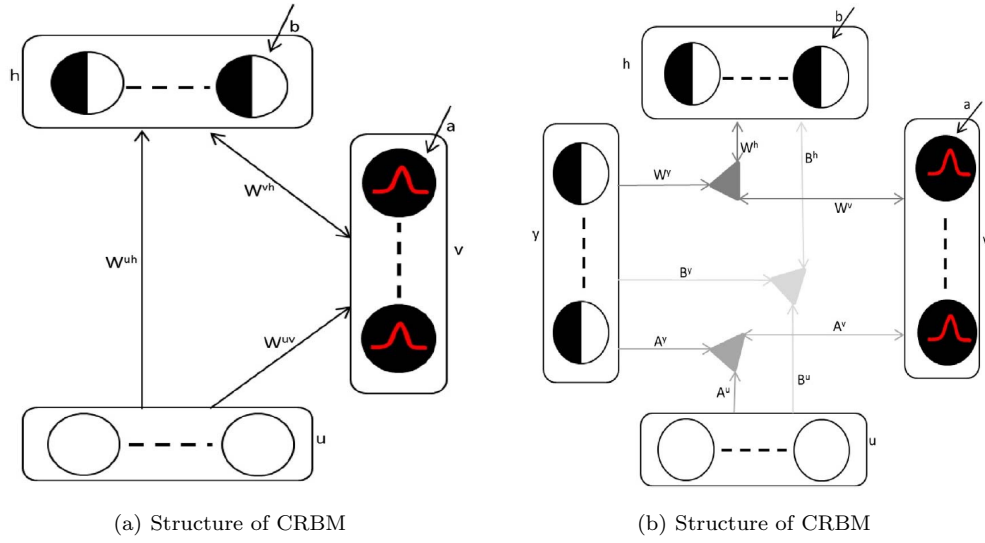 b
h
a
W^vh
v
W^uh
W^uv
u
(a) Structure of CRBM
b
h
a
W^h
B^h
W^y
W^v
y
v
B^y
A^y
A^v
A^u
B^u
u
(b) Structure of CRBM